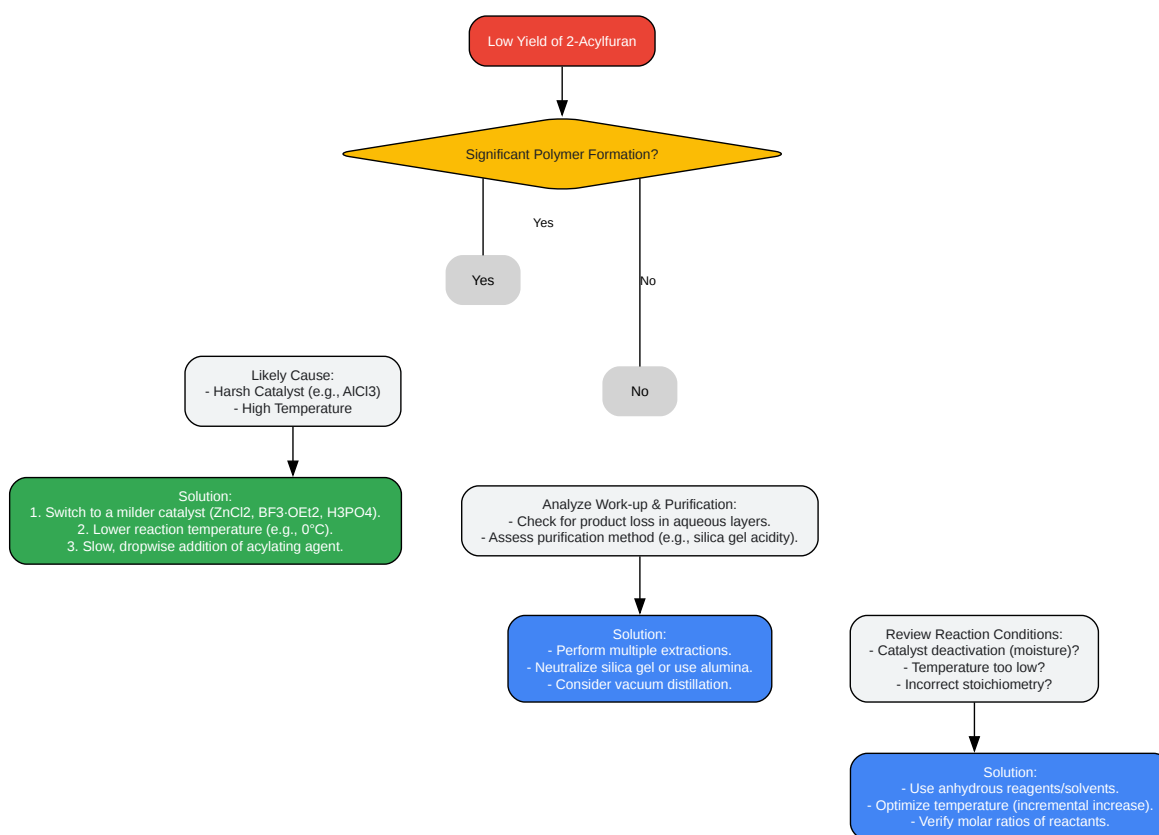 Low Yield of 2-Acylfuran
Significant Polymer Formation?
Yes
Yes
No
No
Likely Cause:
- Harsh Catalyst (e.g., AlCl3)
- High Temperature
Solution:
1. Switch to a milder catalyst (ZnCl2, BF3·OEt2, H3PO4).
2. Lower reaction temperature (e.g., 0°C).
3. Slow, dropwise addition of acylating agent.
Analyze Work-up & Purification:
- Check for product loss in aqueous layers.
- Assess purification method (e.g., silica gel acidity).
Solution:
- Perform multiple extractions.
- Neutralize silica gel or use alumina.
- Consider vacuum distillation.
Review Reaction Conditions:
- Catalyst deactivation (moisture)?
- Temperature too low?
- Incorrect stoichiometry?
Solution:
- Use anhydrous reagents/solvents.
- Optimize temperature (incremental increase).
- Verify molar ratios of reactants.